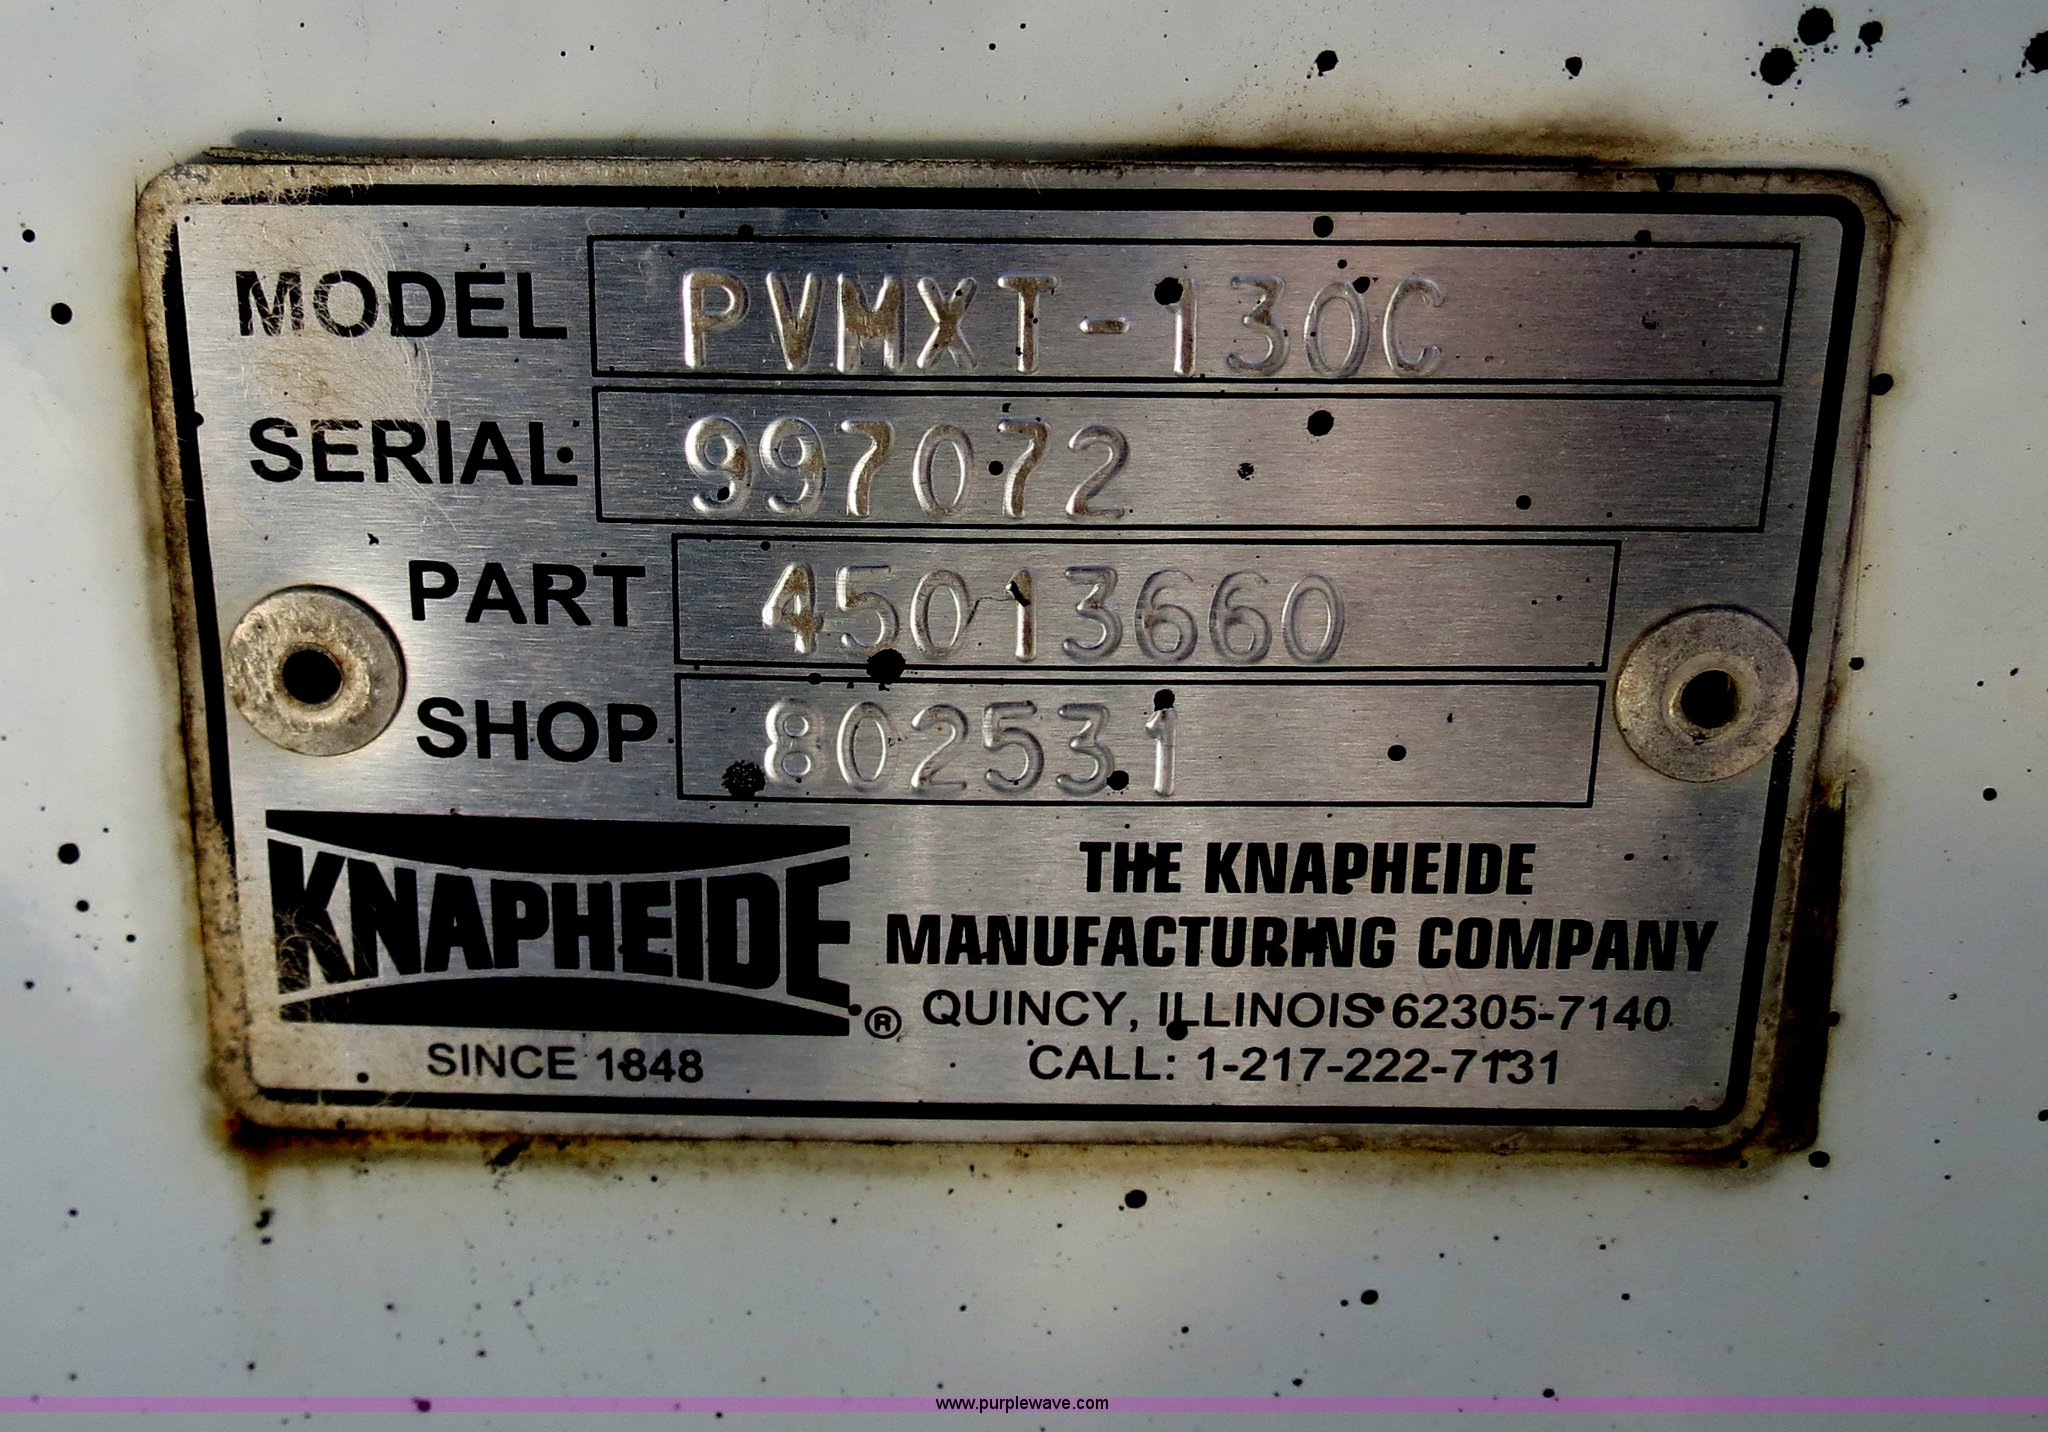 MODEL PVMXT-130C
SERIAL 997072
PART 45013660
SHOP 802531
KNAPHEIDE ®
SINCE 1848
THE KNAPHEIDE
MANUFACTURING COMPANY
QUINCY, ILLINOIS 62305-7140
CALL: 1-217-222-7131
www.purplewave.com